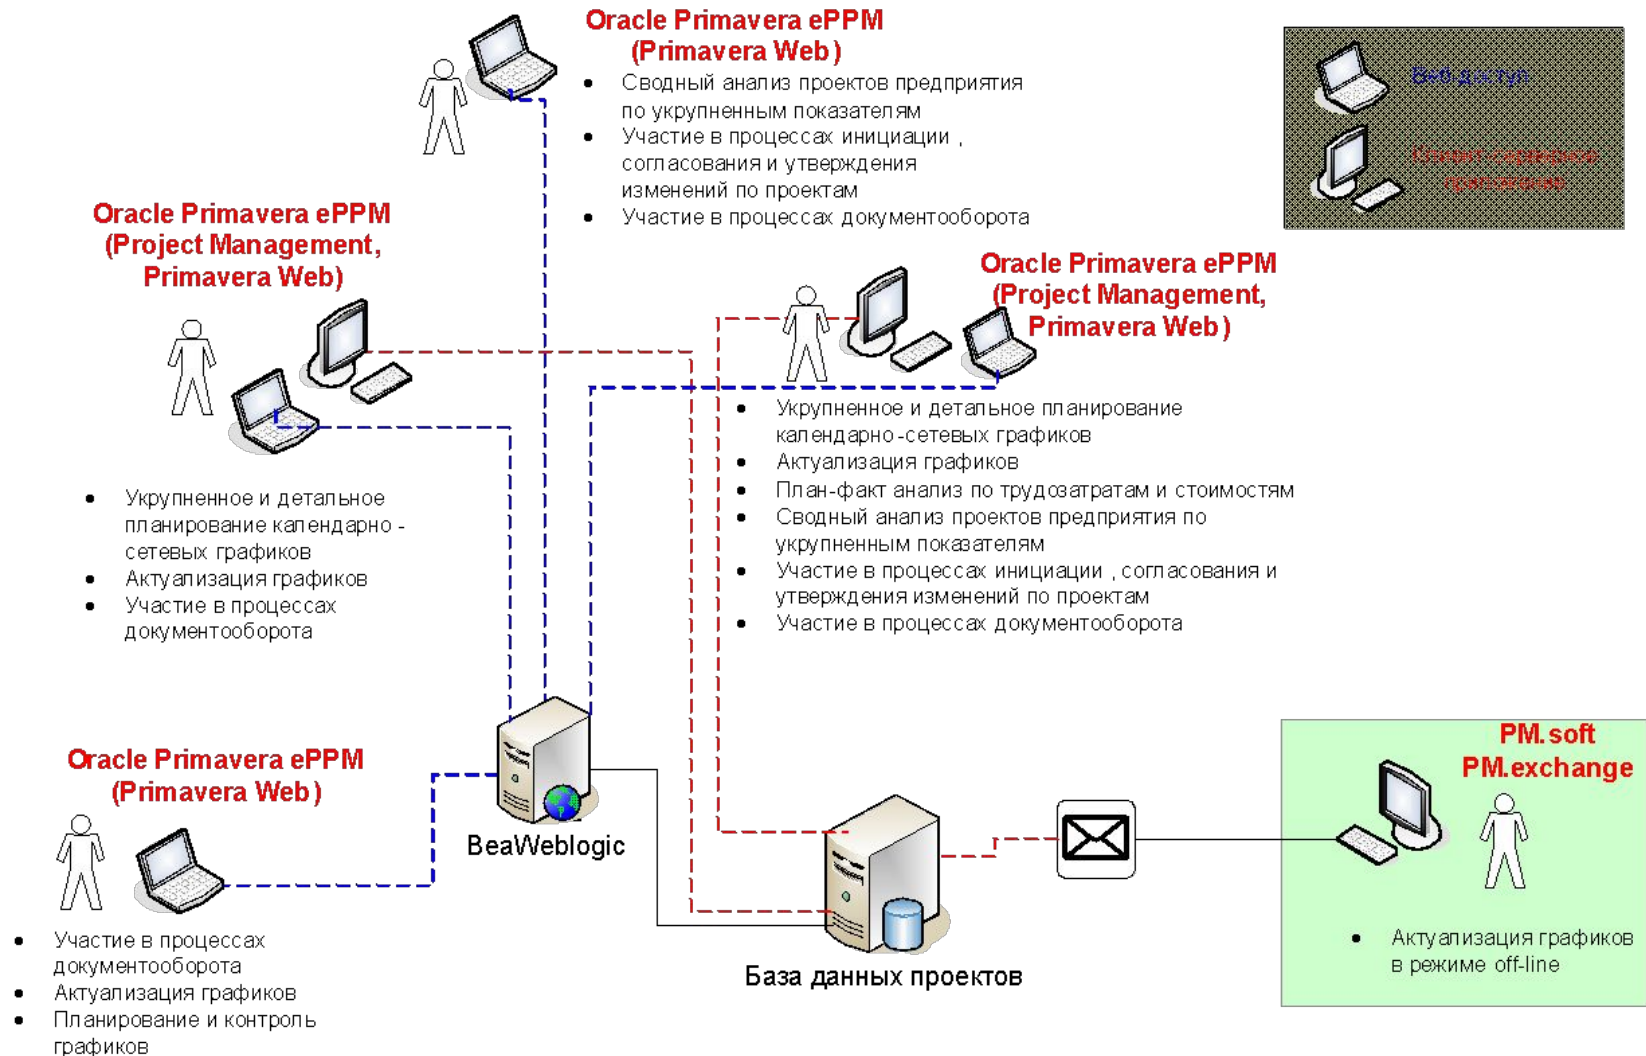 Oracle Primavera ePPM
(Primavera Web)
• Сводный анализ проектов предприятия
по укрупненным показателям
• Участие в процессах инициации ,
согласования и утверждения
изменений по проектам
• Участие в процессах документооборота
Веб-доступ
Клиент-серверное
приложение
Oracle Primavera ePPM
(Project Management,
Primavera Web)
• Укрупненное и детальное
планирование календарно -
сетевых графиков
• Актуализация графиков
• Участие в процессах
документооборота
Oracle Primavera ePPM
(Project Management,
Primavera Web)
• Укрупненное и детальное планирование
календарно -сетевых графиков
• Актуализация графиков
• План-факт анализ по трудозатратам и стоимостям
• Сводный анализ проектов предприятия по
укрупненным показателям
• Участие в процессах инициации , согласования и
утверждения изменений по проектам
• Участие в процессах документооборота
Oracle Primavera ePPM
(Primavera Web)
• Участие в процессах
документооборота
• Актуализация графиков
• Планирование и контроль
графиков
BeaWeblogic
База данных проектов
PM.soft
PM.exchange
• Актуализация графиков
в режиме off-line